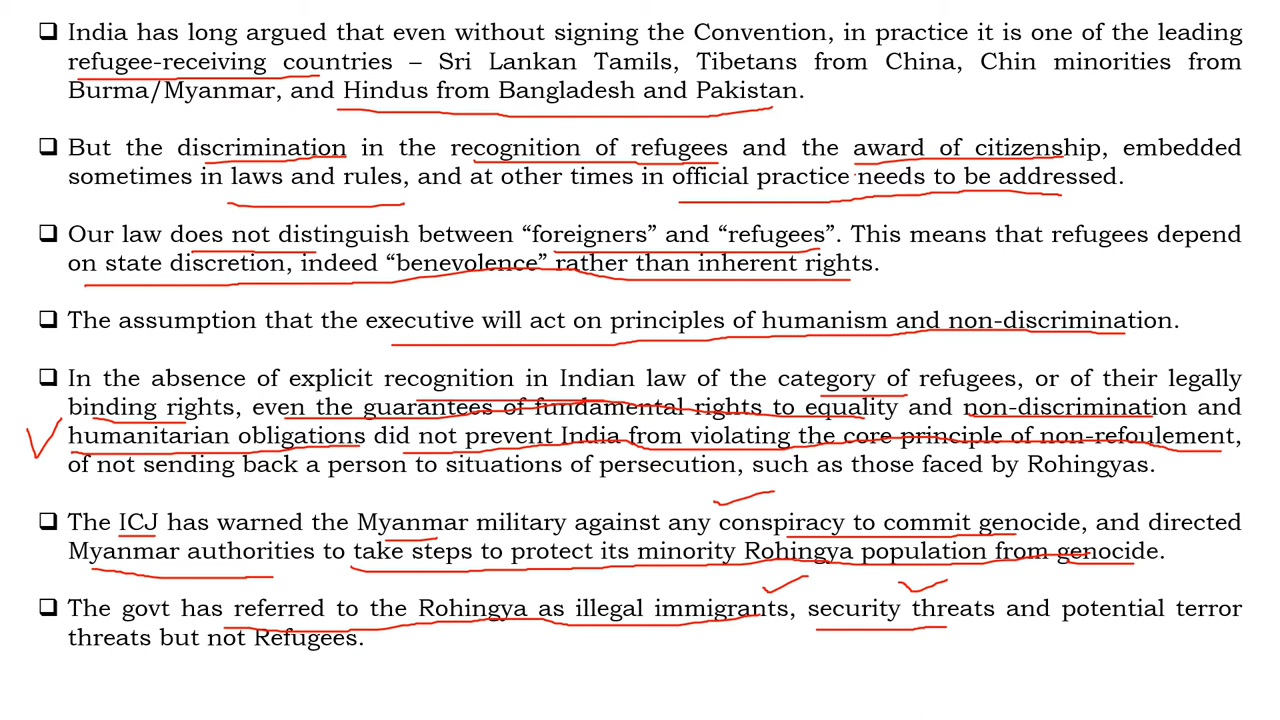 ❑ India has long argued that even without signing the Convention, in practice it is one of the leading
refugee-receiving countries – Sri Lankan Tamils, Tibetans from China, Chin minorities from
Burma/Myanmar, and Hindus from Bangladesh and Pakistan.
❑ But the discrimination in the recognition of refugees and the award of citizenship, embedded
sometimes in laws and rules, and at other times in official practice needs to be addressed.
❑ Our law does not distinguish between “foreigners” and “refugees”. This means that refugees depend
on state discretion, indeed “benevolence” rather than inherent rights.
❑ The assumption that the executive will act on principles of humanism and non-discrimination.
❑ In the absence of explicit recognition in Indian law of the category of refugees, or of their legally
binding rights, even the guarantees of fundamental rights to equality and non-discrimination and
humanitarian obligations did not prevent India from violating the core principle of non-refoulement,
of not sending back a person to situations of persecution, such as those faced by Rohingyas.
❑ The ICJ has warned the Myanmar military against any conspiracy to commit genocide, and directed
Myanmar authorities to take steps to protect its minority Rohingya population from genocide.
❑ The govt has referred to the Rohingya as illegal immigrants, security threats and potential terror
threats but not Refugees.